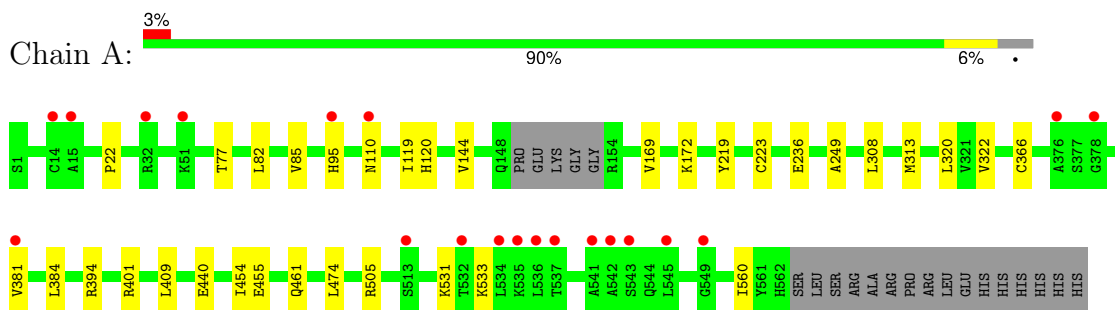 3%
Chain A:
90% 6% •
S1 C14 A15 P22 R32 K51 T77 L82 V85 H95 N110 I119 H120 V144 Q148 PRO GLU LYS GLY GLY R154 V169 K172 Y219 C223 E236 A249 L308 M313 L320 V321 V322 C366 A376 S377 G378
V381 L384 R394 R401 L409 E440 I454 E455 Q461 L474 R505 S513 K531 T532 K533 L534 K535 L536 T537 A541 A542 S543 Q544 L545 G549 I560 Y561 H562 SER LEU SER ARG ALA ARG PRO ARG LEU GLU HIS HIS HIS HIS HIS HIS